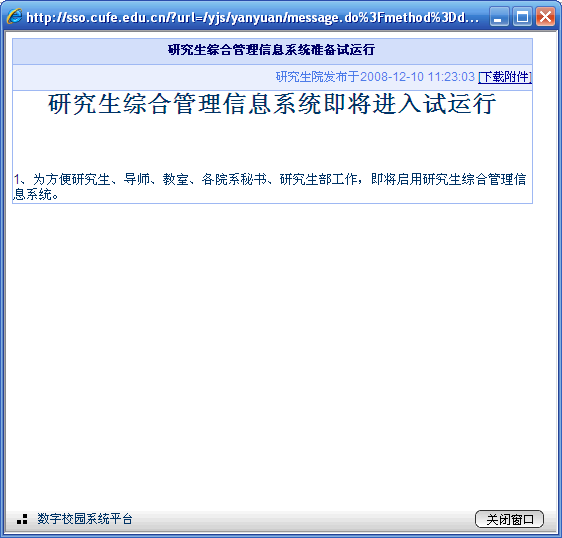 http://sso.cufe.edu.cn/?url=/yjs/yanyuan/message.do%3Fmethod%3Dd...
研究生综合管理信息系统准备试运行
研究生院发布于2008-12-10 11:23:03 [下载附件]
研究生综合管理信息系统即将进入试运行
1、为方便研究生、导师、教室、各院系秘书、研究生部工作，即将启用研究生综合管理信
息系统。
数字校园系统平台
关闭窗口